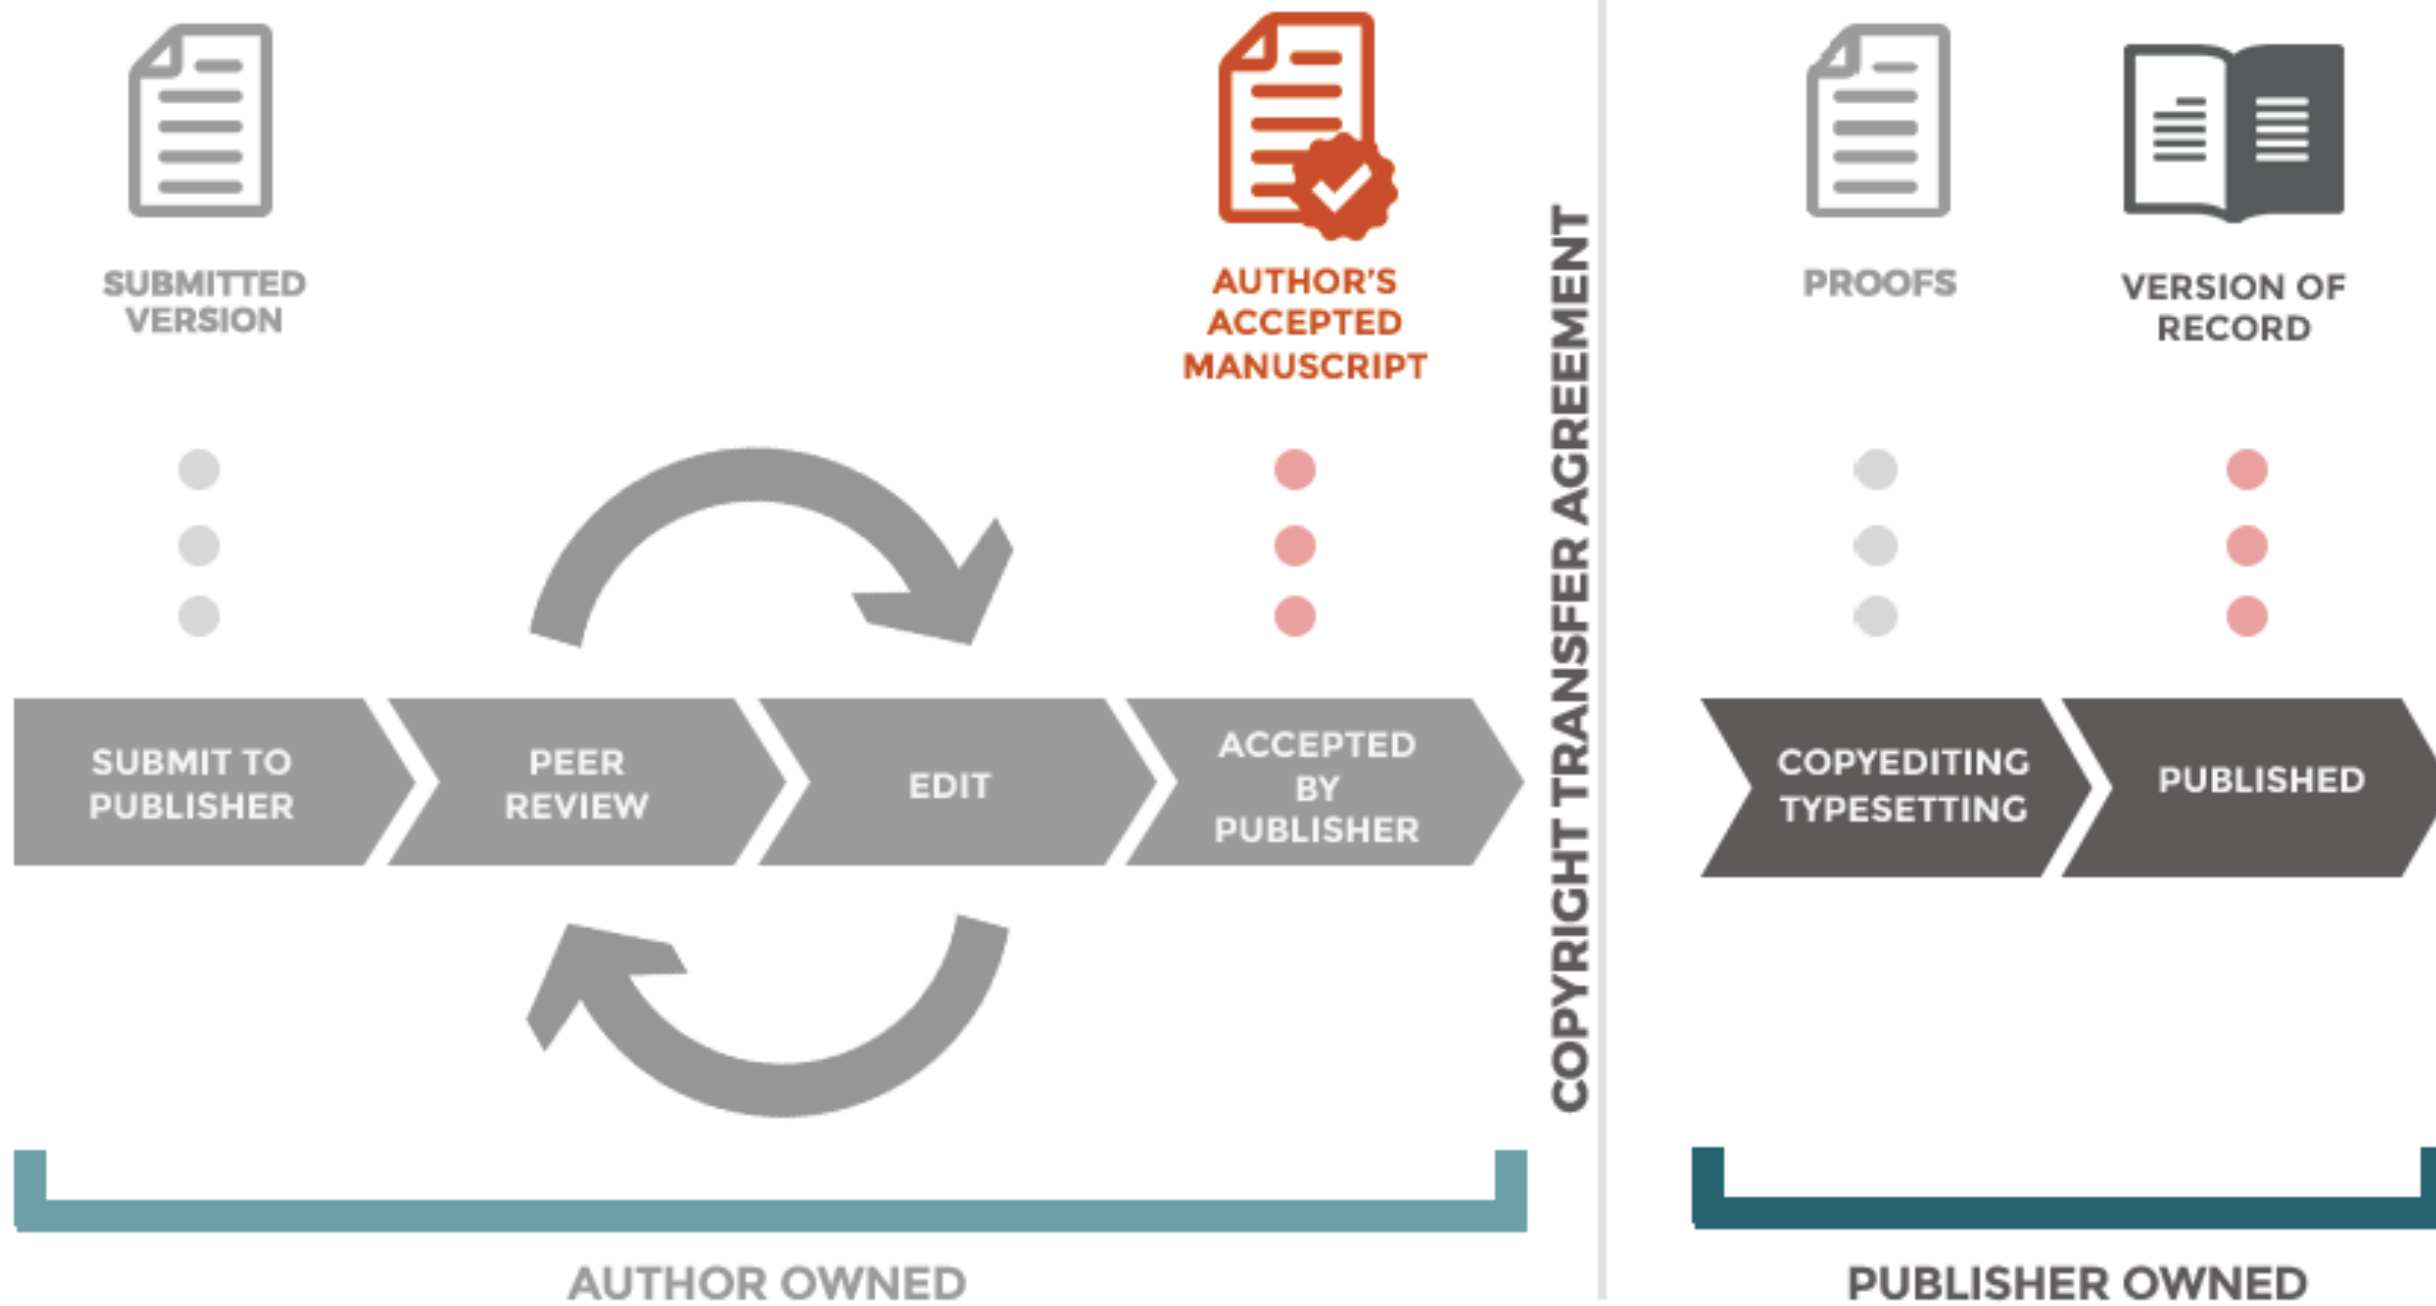 SUBMITTED
VERSION
AUTHOR'S
ACCEPTED
MANUSCRIPT
COPYRIGHT TRANSFER AGREEMENT
PROOFS
VERSION OF
RECORD
SUBMIT TO
PUBLISHER
PEER
REVIEW
EDIT
ACCEPTED
BY
PUBLISHER
COPYEDITING
TYPESETTING
PUBLISHED
AUTHOR OWNED
PUBLISHER OWNED